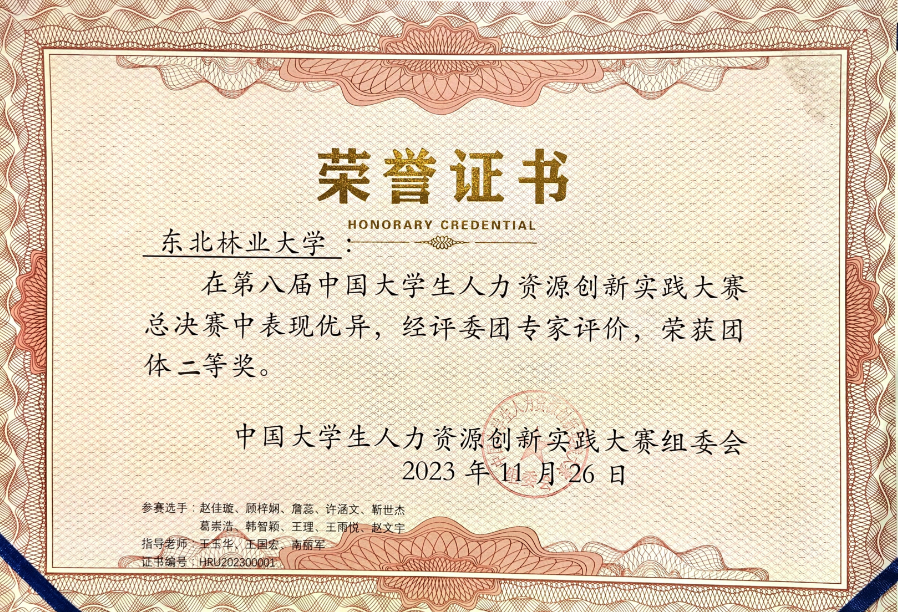 荣誉证书
HONORARY CREDENTIAL
东北林业大学：
在第八届中国大学生人力资源创新实践大赛
总决赛中表现优异，经评委团专家评价，荣获团
体二等奖。
中国大学生人力资源创新实践大赛组委会
2023 年 11 月 26 日
参赛选手：赵佳璇、顾梓娴、詹蕊、许涵文、靳世杰
葛崇浩、韩智颖、王理、王雨悦、赵文宇
指导老师：王玉华，王国宏、南丽军
证书编号：HRU202300001